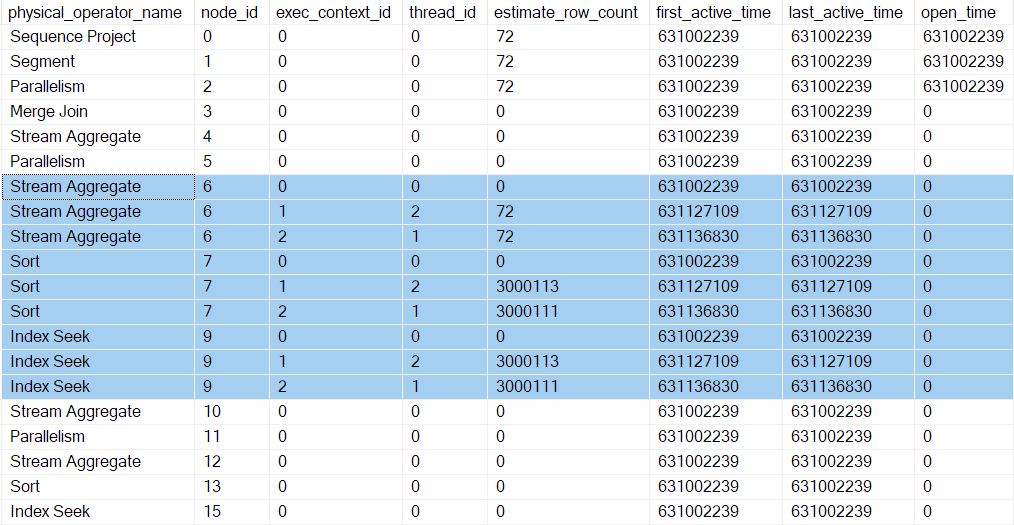 physical_operator_name node_id exec_context_id thread_id estimate_row_count first_active_time last_active_time open_time
Sequence Project 0 0 0 72 631002239 631002239 631002239
Segment 1 0 0 72 631002239 631002239 631002239
Parallelism 2 0 0 72 631002239 631002239 631002239
Merge Join 3 0 0 0 631002239 631002239 0
Stream Aggregate 4 0 0 0 631002239 631002239 0
Parallelism 5 0 0 0 631002239 631002239 0
Stream Aggregate 6 0 0 0 631002239 631002239 0
Stream Aggregate 6 1 2 72 631127109 631127109 0
Stream Aggregate 6 2 1 72 631136830 631136830 0
Sort 7 0 0 0 631002239 631002239 0
Sort 7 1 2 3000113 631127109 631127109 0
Sort 7 2 1 3000111 631136830 631136830 0
Index Seek 9 0 0 0 631002239 631002239 0
Index Seek 9 1 2 3000113 631127109 631127109 0
Index Seek 9 2 1 3000111 631136830 631136830 0
Stream Aggregate 10 0 0 0 631002239 631002239 0
Parallelism 11 0 0 0 631002239 631002239 0
Stream Aggregate 12 0 0 0 631002239 631002239 0
Sort 13 0 0 0 631002239 631002239 0
Index Seek 15 0 0 0 631002239 631002239 0